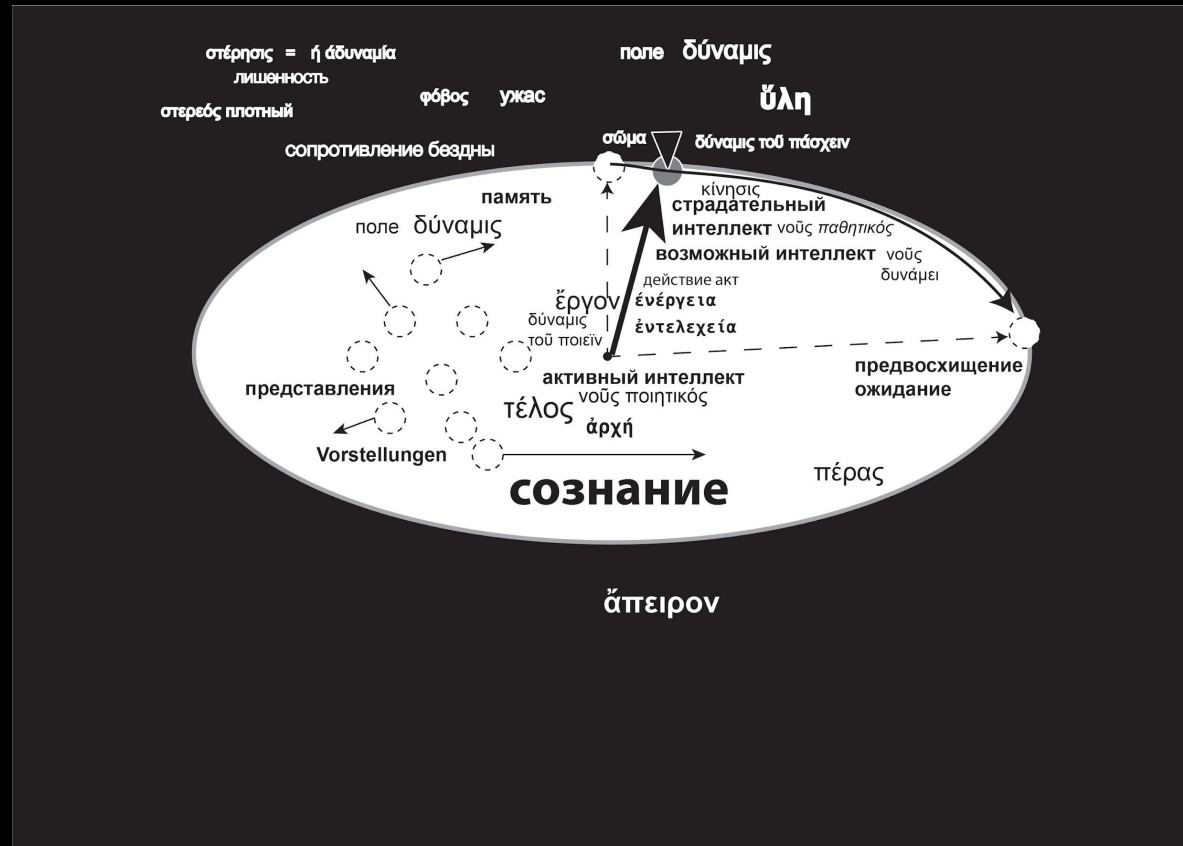 στέρησις = ή άδυναμία
лишенность
στερεός плотный
φόβος ужас
поле δύναμις
ὕλη
σῶμα
δύναμις τοῦ πάσχειν
сопротивление бездны
память
поле δύναμις
κίνησις
страдательный
интеллект νοῦς παθητικός
возможный интеллект νοῦς
δυνάμει
действие акт
ἔργον
ένέργεια
ἐντελεχεία
δύναμις
τοῦ ποιεῖν
предвосхищение
ожидание
представления
активный интеллект
νοῦς ποιητικός
τέλος
ἀρχή
Vorstellungen
сознание
πέρας
ἄπειρον